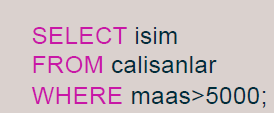 SELECT isim
FROM calisanlar
WHERE maas>5000;